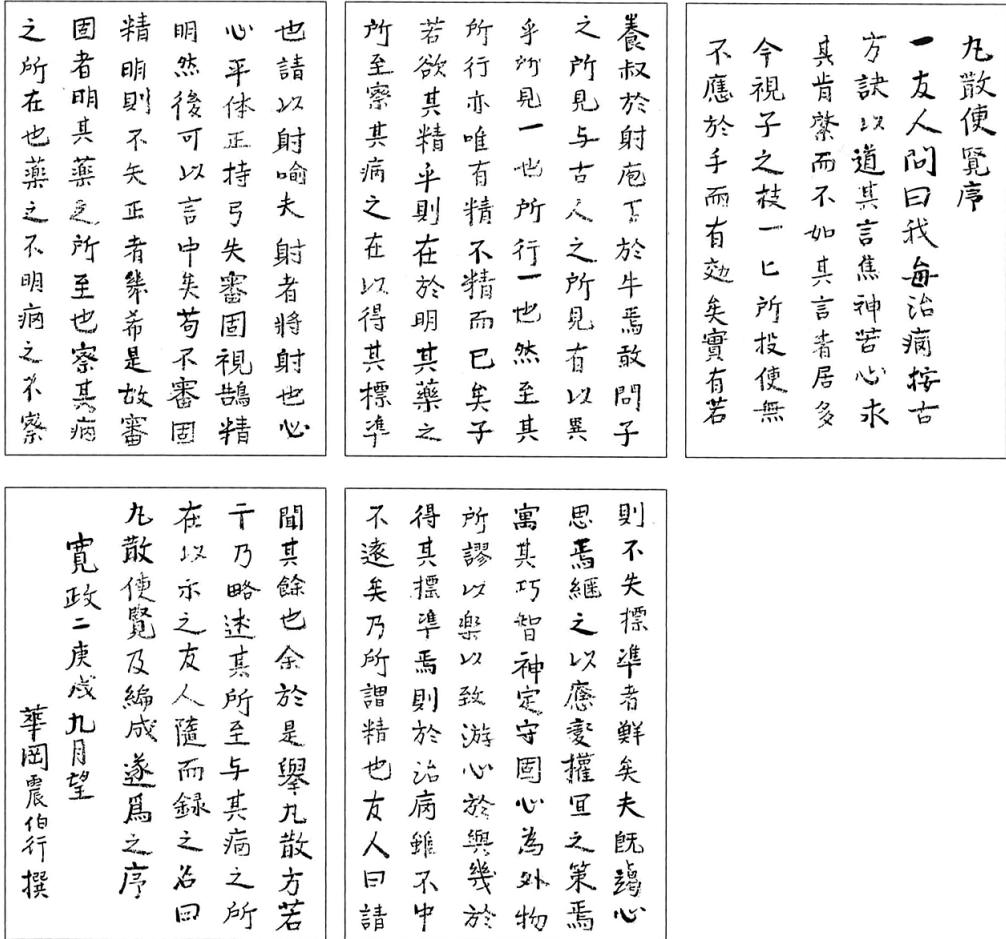 丸散便覧序
一友人問曰我毎治病按古
方訣以道其言焦神苦心求
其肯綮而不如其言者居多
今視子之技一匕所投便無
不應於手而有効矣實有若
養叔於射庖丁於牛焉敢問子
之所見与古人之所見有以異
乎所見一也所行一也然至其
所行亦唯有精不精而已矣子
若欲其精乎則在於明其藥之
所至察其病之在以得其標準
也請以射喻夫射者將射也必
心平体正持弓矢審固視鵠精
明然後可以言中矣苟不審固
精明則不失正者幾希是故審
固者明其藥之所至也察其病
之所在也藥之不明病之不察
則不失標準者鮮矣夫既竭心
思焉繼之以應変權宜之策焉
寓其巧智神定守固心為外物
所謬以楽以致游心於與幾於
得其標準焉則於治病雖不中
不遠矣乃所謂精也友人曰請
聞其餘也余於是舉丸散方若
干乃略述其所至与其病之所
在以示之友人隨而録之名曰
丸散便覧及編成遂爲之序
寛政二庚戌九月望
華岡震伯行撰